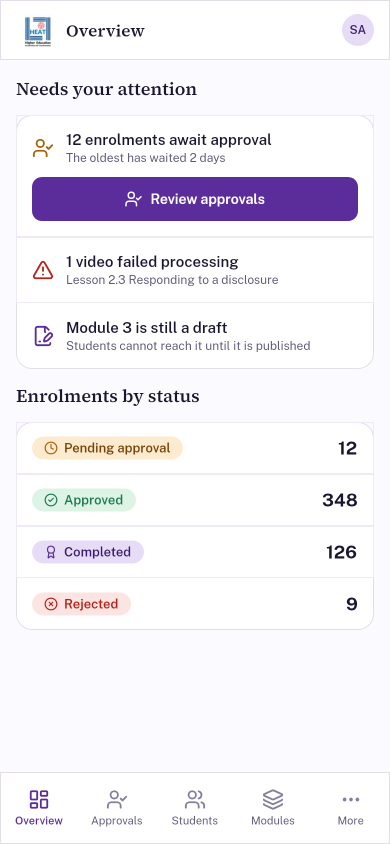 HEAT
Higher Education
Overview
SA
Needs your attention
12 enrolments await approval
The oldest has waited 2 days
Review approvals
1 video failed processing
Lesson 2.3 Responding to a disclosure
Module 3 is still a draft
Students cannot reach it until it is published
Enrolments by status
Pending approval 12
Approved 348
Completed 126
Rejected 9
Overview Approvals Students Modules More